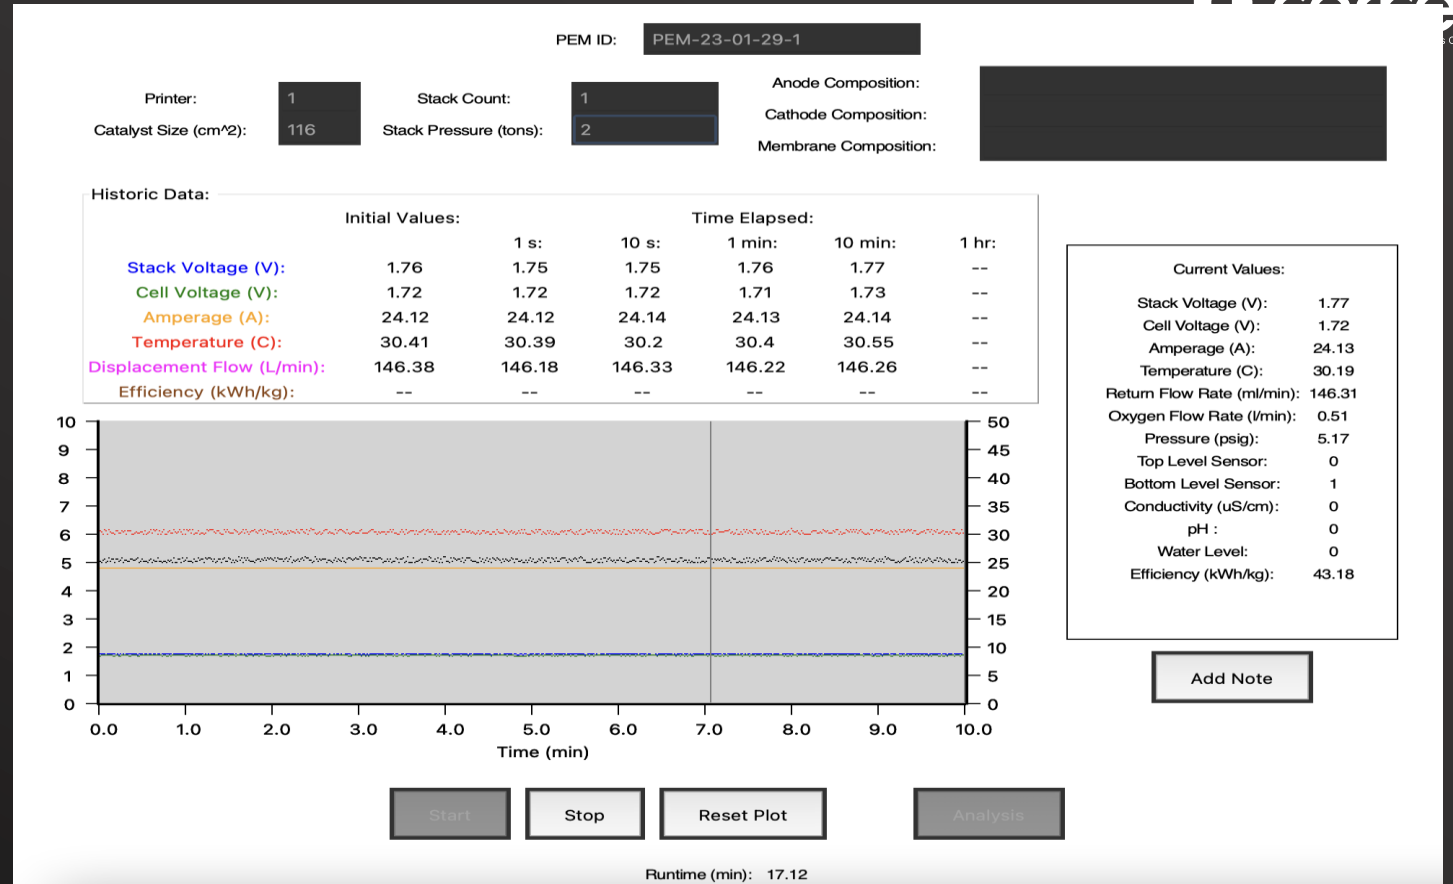 PEM ID: PEM-23-01-29-1
Printer: 1 Stack Count: 1 Anode Composition:
Catalyst Size (cm^2): 116 Stack Pressure (tons): 2 Cathode Composition:
Membrane Composition:
Historic Data:
Initial Values: Time Elapsed:
1 s: 10 s: 1 min: 10 min: 1 hr:
Stack Voltage (V): 1.76 1.75 1.75 1.76 1.77 --
Cell Voltage (V): 1.72 1.72 1.72 1.71 1.73 --
Amperage (A): 24.12 24.12 24.14 24.13 24.14 --
Temperature (C): 30.41 30.39 30.2 30.4 30.55 --
Displacement Flow (L/min): 146.38 146.18 146.33 146.22 146.26 --
Efficiency (kWh/kg): -- -- -- -- -- --
Current Values:
Stack Voltage (V): 1.77
Cell Voltage (V): 1.72
Amperage (A): 24.13
Temperature (C): 30.19
Return Flow Rate (ml/min): 146.31
Oxygen Flow Rate (l/min): 0.51
Pressure (psig): 5.17
Top Level Sensor: 0
Bottom Level Sensor: 1
Conductivity (uS/cm): 0
pH : 0
Water Level: 0
Efficiency (kWh/kg): 43.18
Add Note
10 50
9 45
8 40
7 35
6 30
5 25
4 20
3 15
2 10
1 5
0 0
0.0 1.0 2.0 3.0 4.0 5.0 6.0 7.0 8.0 9.0 10.0
Time (min)
Start Stop Reset Plot Analysis
Runtime (min): 17.12